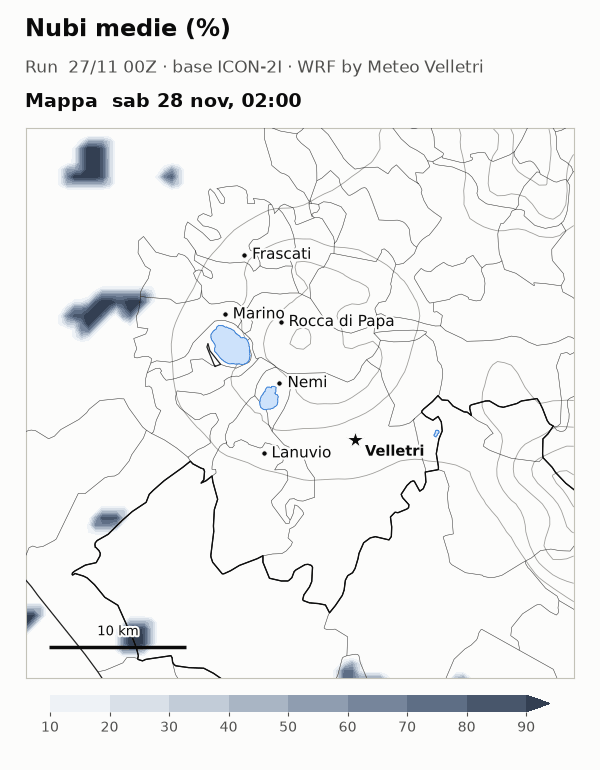 Nubi medie (%)
Run 27/11 00Z · base ICON-2I · WRF by Meteo Velletri
Mappa sab 28 nov, 02:00
Frascati
Marino
Rocca di Papa
Nemi
Velletri
Lanuvio
10 km
10 20 30 40 50 60 70 80 90